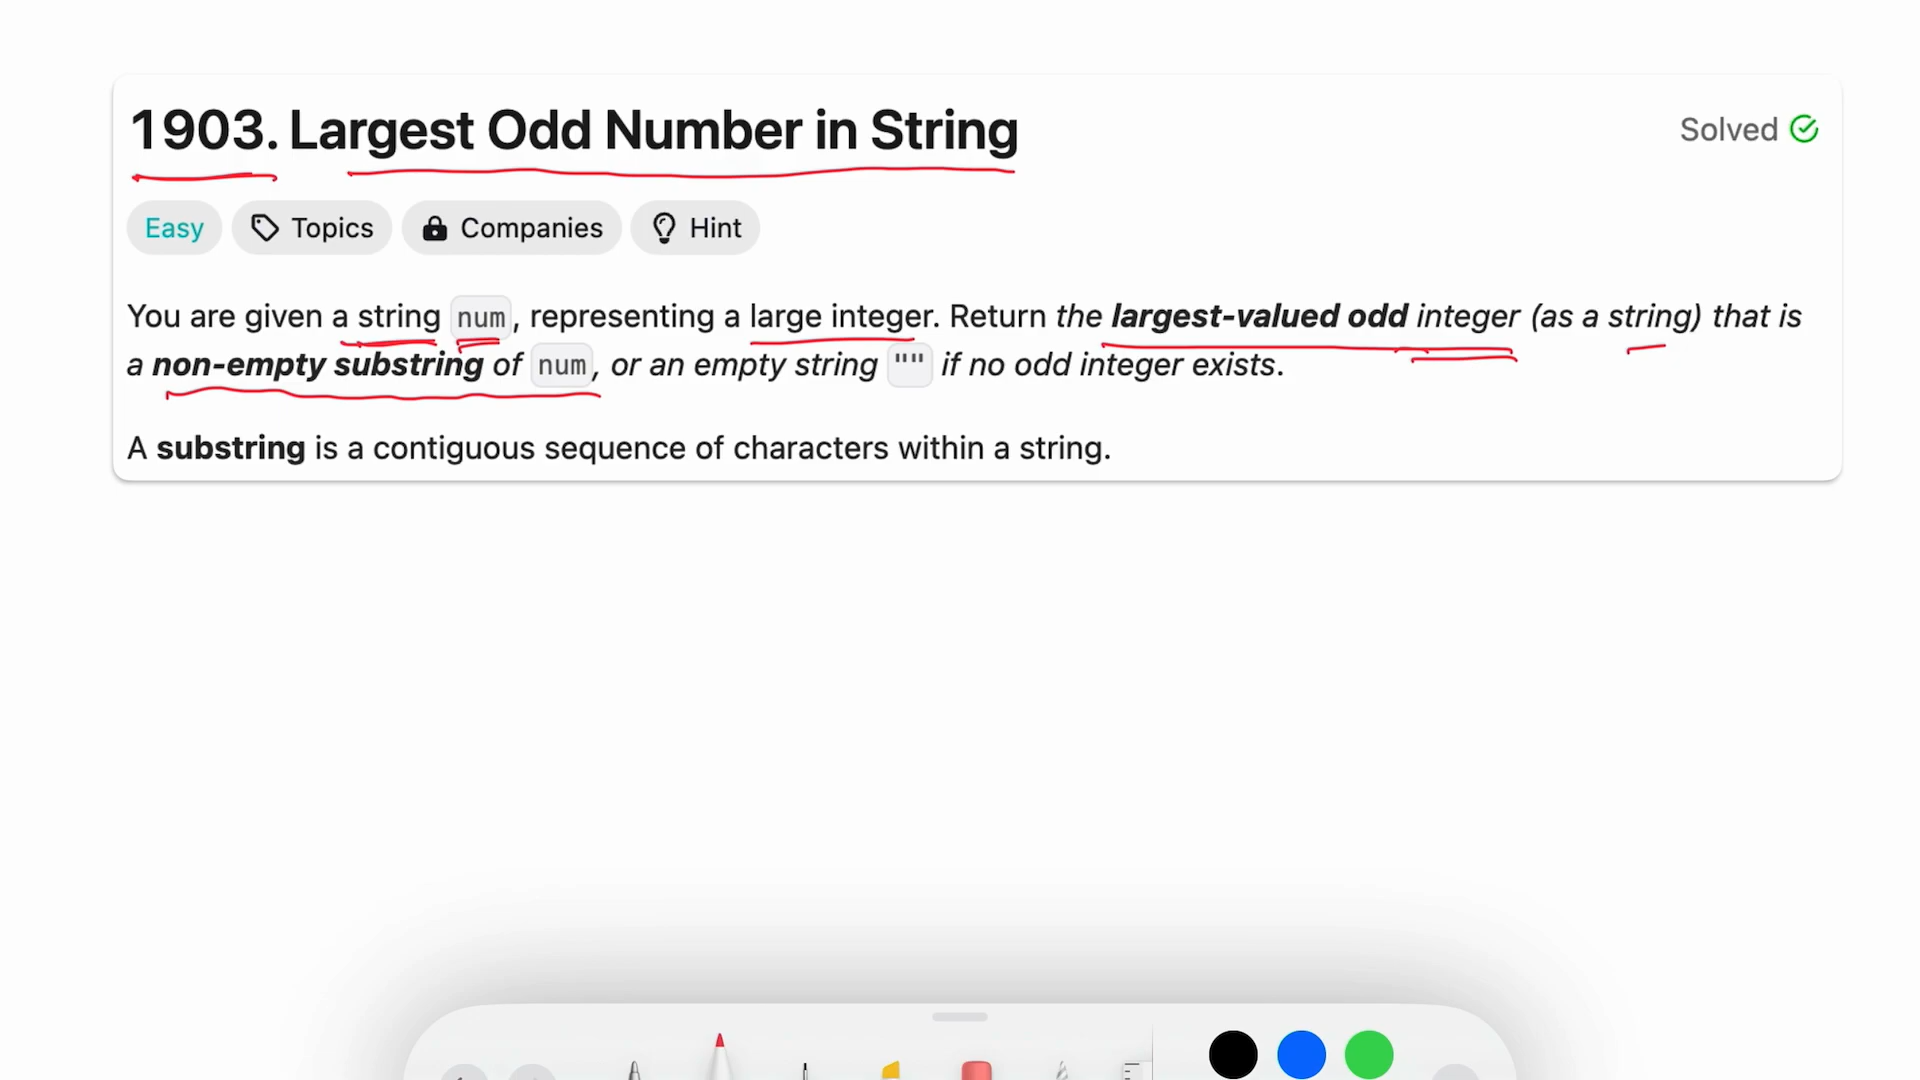 1903. Largest Odd Number in String
Solved
Easy Topics Companies Hint
You are given a string num, representing a large integer. Return the largest-valued odd integer (as a string) that is
a non-empty substring of num, or an empty string "" if no odd integer exists.
A substring is a contiguous sequence of characters within a string.